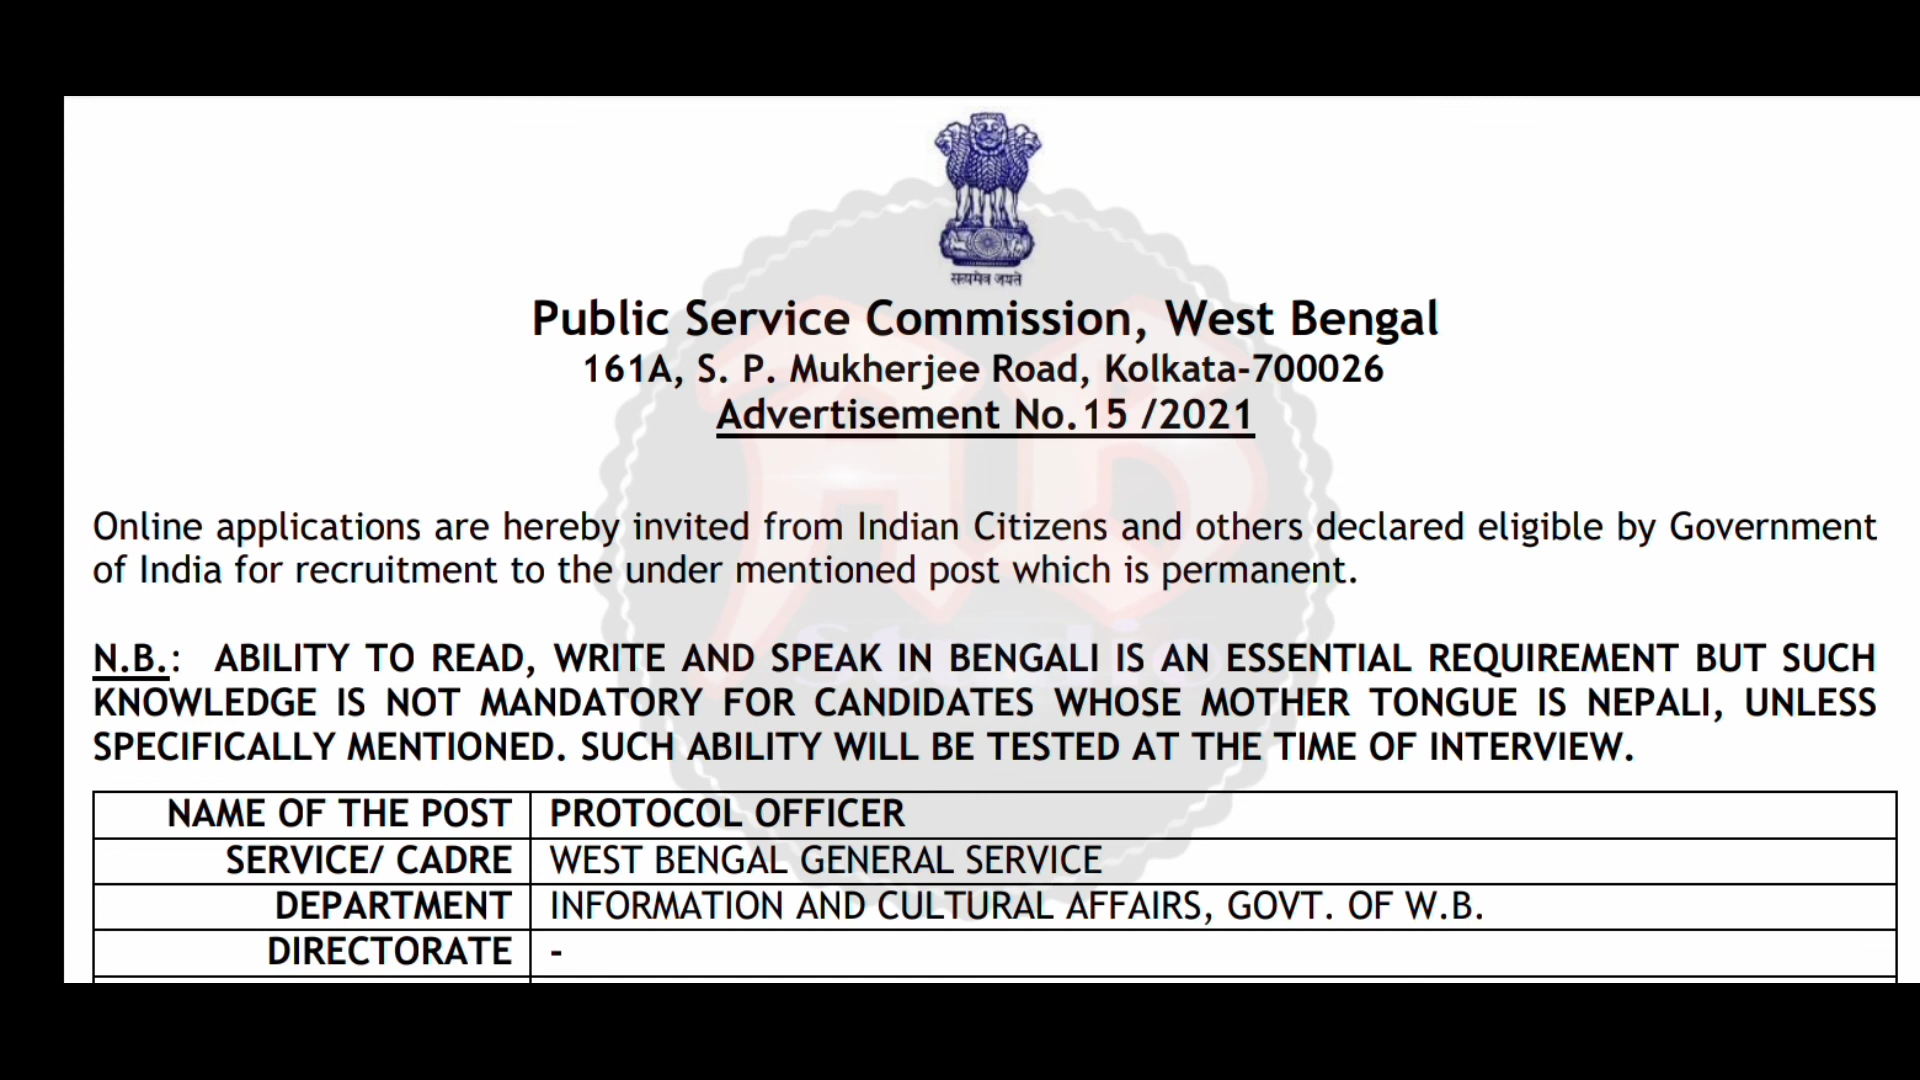 सत्यमेव जयते
Public Service Commission, West Bengal
161A, S. P. Mukherjee Road, Kolkata-700026
Advertisement No.15 /2021
Online applications are hereby invited from Indian Citizens and others declared eligible by Government
of India for recruitment to the under mentioned post which is permanent.
N.B.: ABILITY TO READ, WRITE AND SPEAK IN BENGALI IS AN ESSENTIAL REQUIREMENT BUT SUCH
KNOWLEDGE IS NOT MANDATORY FOR CANDIDATES WHOSE MOTHER TONGUE IS NEPALI, UNLESS
SPECIFICALLY MENTIONED. SUCH ABILITY WILL BE TESTED AT THE TIME OF INTERVIEW.
NAME OF THE POST PROTOCOL OFFICER
SERVICE/ CADRE WEST BENGAL GENERAL SERVICE
DEPARTMENT INFORMATION AND CULTURAL AFFAIRS, GOVT. OF W.B.
DIRECTORATE -
AB
Studio